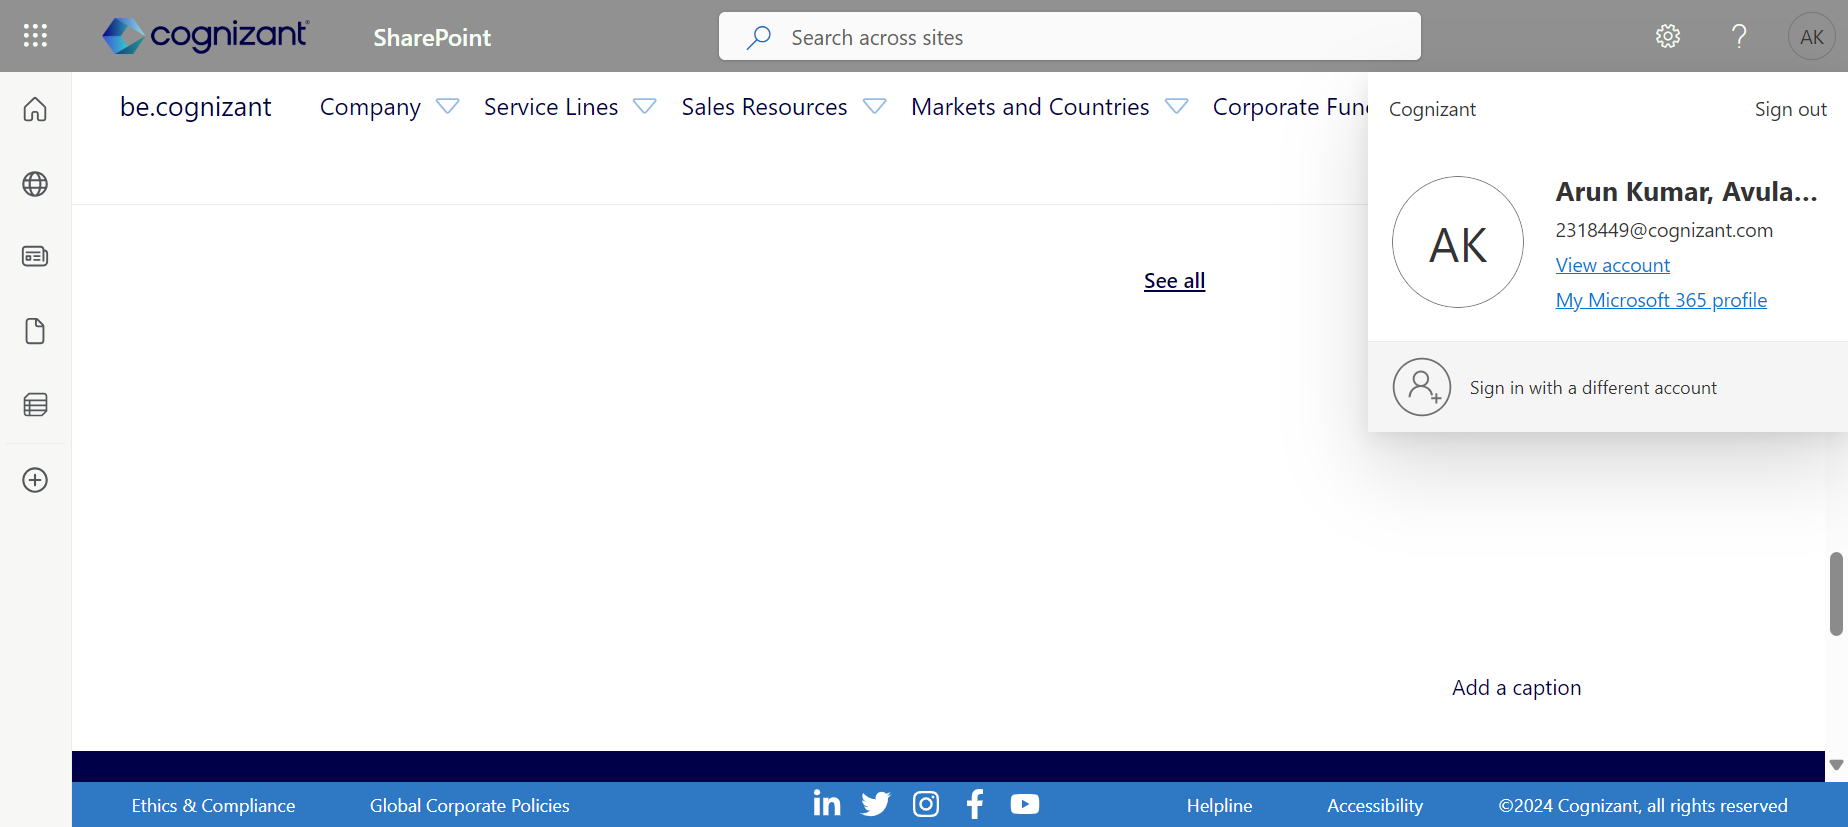 cognizant
SharePoint
Search across sites
AK
be.cognizant
Company
Service Lines
Sales Resources
Markets and Countries
Corporate Fun
Cognizant
Sign out
AK
Arun Kumar, Avula...
2318449@cognizant.com
View account
My Microsoft 365 profile
Sign in with a different account
See all
Add a caption
Ethics & Compliance
Global Corporate Policies
Helpline
Accessibility
©2024 Cognizant, all rights reserved